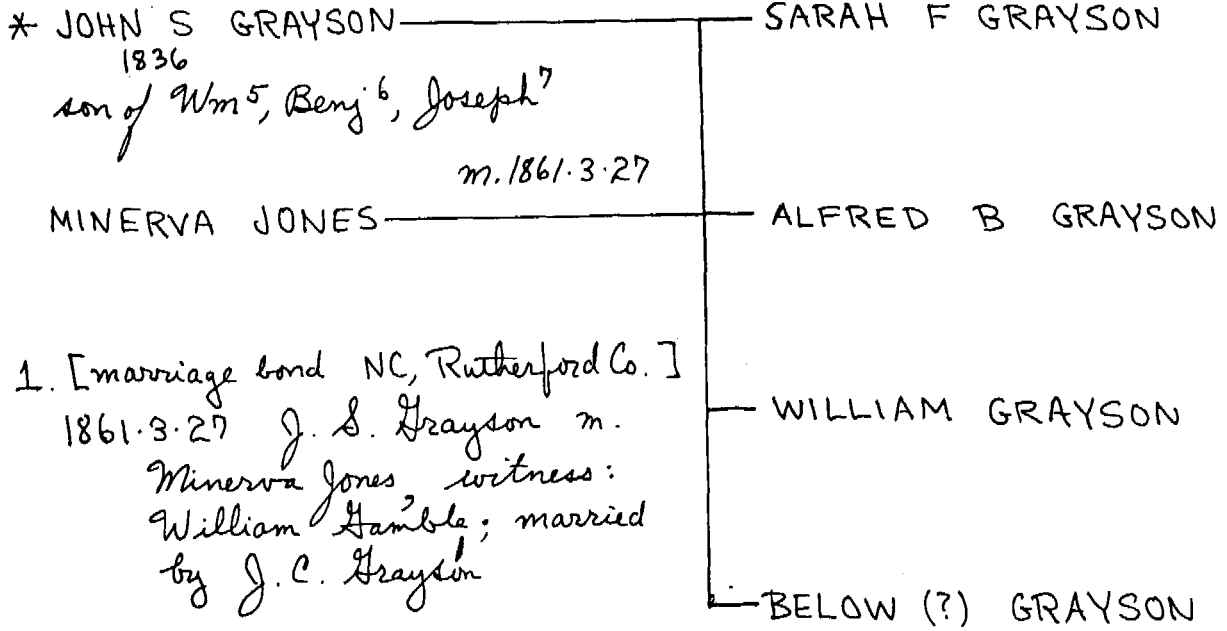 * JOHN S GRAYSON
SARAH F GRAYSON
1836
son of Wm⁵, Benj⁶, Joseph⁷
m. 1861.3.27
MINERVA JONES
ALFRED B GRAYSON
1. [marriage bond NC, Rutherford Co.]
1861.3.27 J. S. Grayson m.
WILLIAM GRAYSON
Minerva Jones, witness:
William Gamble; married
by J. C. Grayson
BELOW (?) GRAYSON